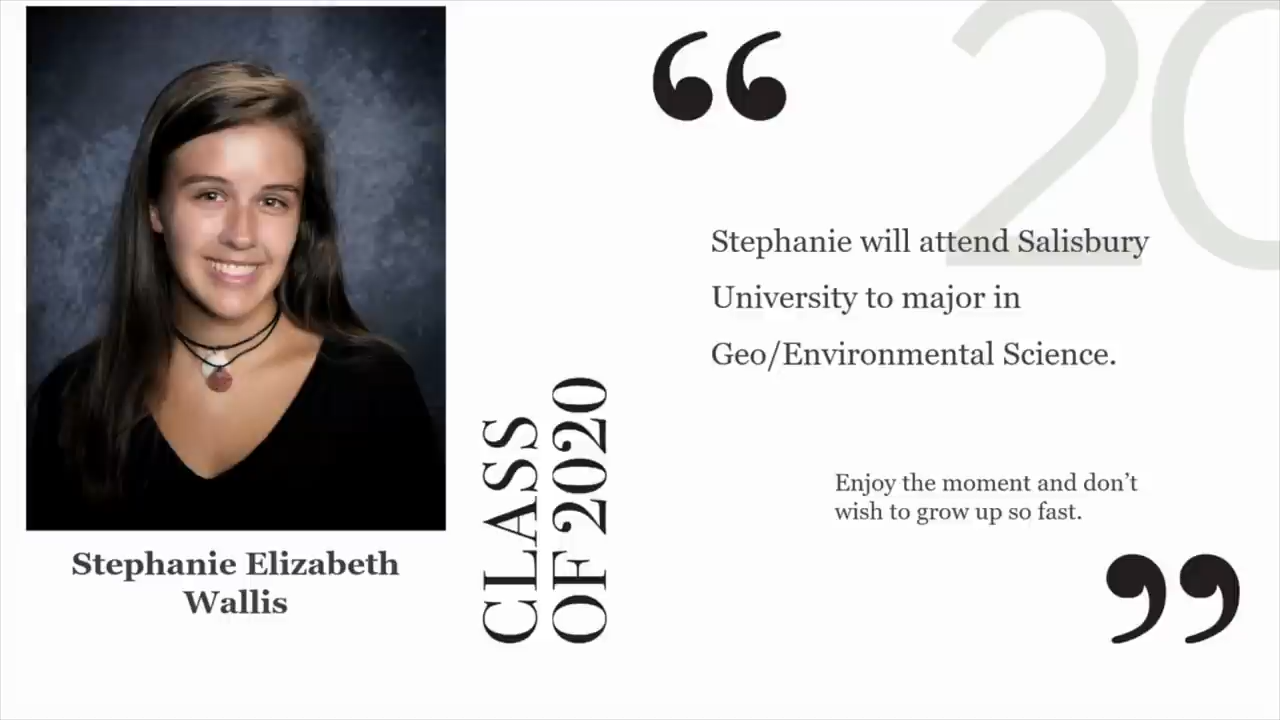 20
“
Stephanie will attend Salisbury
University to major in
Geo/Environmental Science.
Enjoy the moment and don’t
wish to grow up so fast.
”
CLASS
OF 2020
Stephanie Elizabeth
Wallis